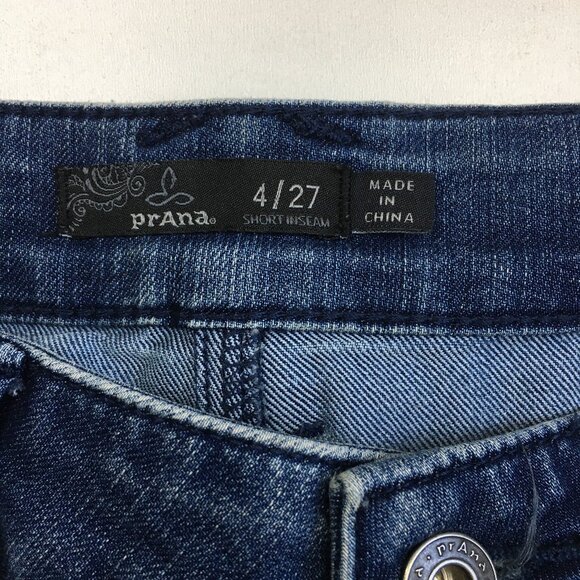 prAna®
4/27
SHORT INSEAM
MADE
IN
CHINA
• prAna •